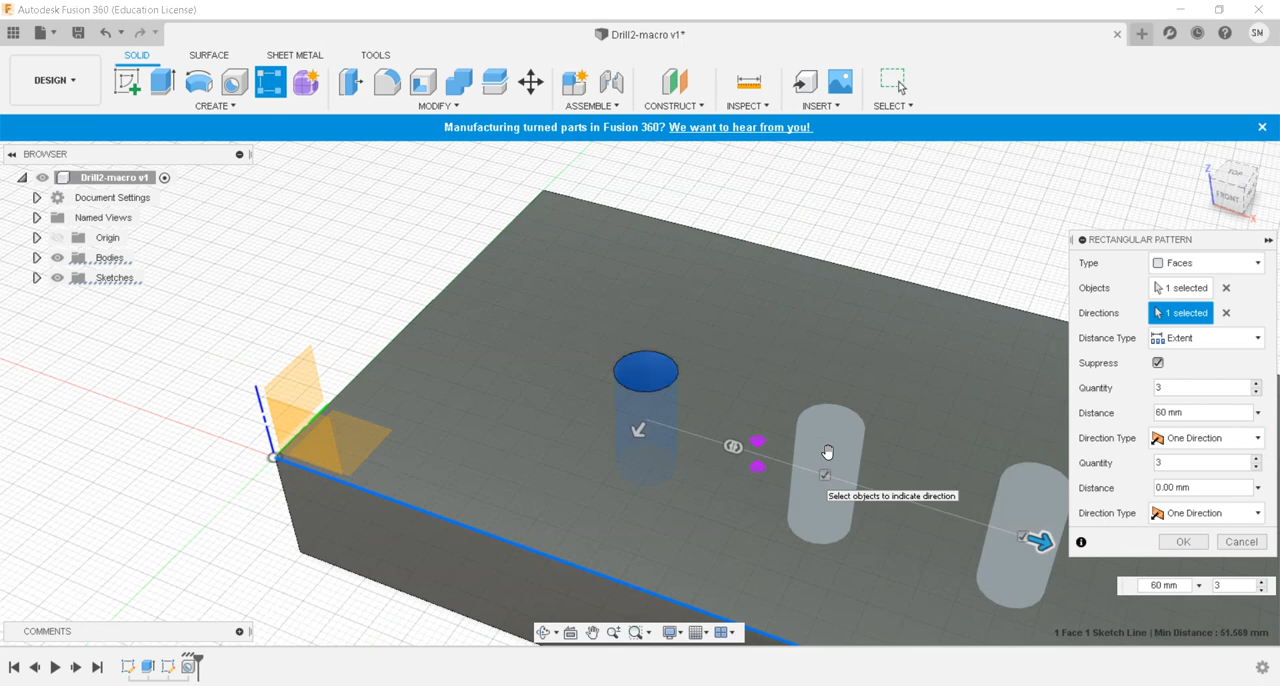 Autodesk Fusion 360 (Education License)
Drill2-macro v1*
SM
SOLID SURFACE SHEET METAL TOOLS
DESIGN
CREATE MODIFY ASSEMBLE CONSTRUCT INSPECT INSERT SELECT
Manufacturing turned parts in Fusion 360? We want to hear from you!
BROWSER
Drill2-macro v1
Document Settings
Named Views
Origin
Bodies
Sketches
Z
TOP
FRONT
X
RECTANGULAR PATTERN
Type Faces
Objects 1 selected
Directions 1 selected
Distance Type Extent
Suppress
Quantity 3
Distance 60 mm
Direction Type One Direction
Quantity 3
Distance 0.00 mm
Direction Type One Direction
OK Cancel
Select objects to indicate direction
60 mm 3
COMMENTS
1 Face 1 Sketch Line | Min Distance : 51.569 mm